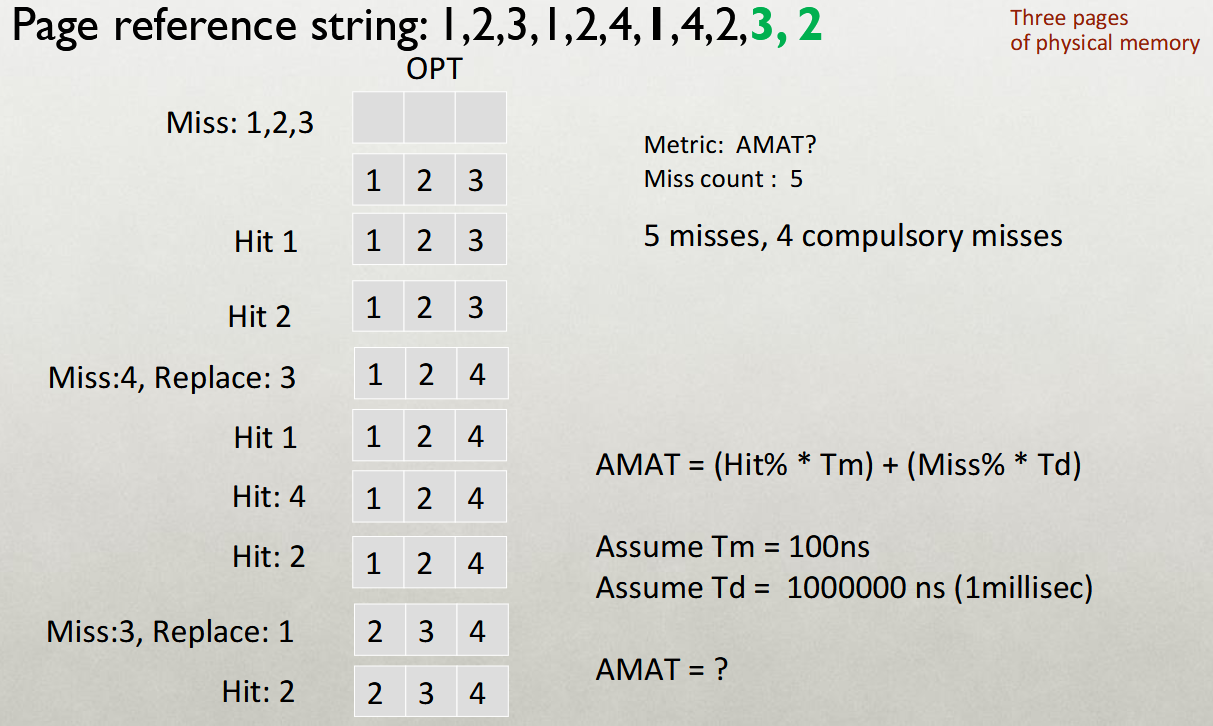 Page reference string: 1,2,3,1,2,4,1,4,2,3, 2
Three pages
of physical memory
OPT
Miss: 1,2,3
1 2 3
Hit 1
1 2 3
Hit 2
1 2 3
Miss:4, Replace: 3
1 2 4
Hit 1
1 2 4
Hit: 4
1 2 4
Hit: 2
1 2 4
Miss:3, Replace: 1
2 3 4
Hit: 2
2 3 4
Metric: AMAT?
Miss count : 5
5 misses, 4 compulsory misses
AMAT = (Hit% * Tm) + (Miss% * Td)
Assume Tm = 100ns
Assume Td = 1000000 ns (1millisec)
AMAT = ?